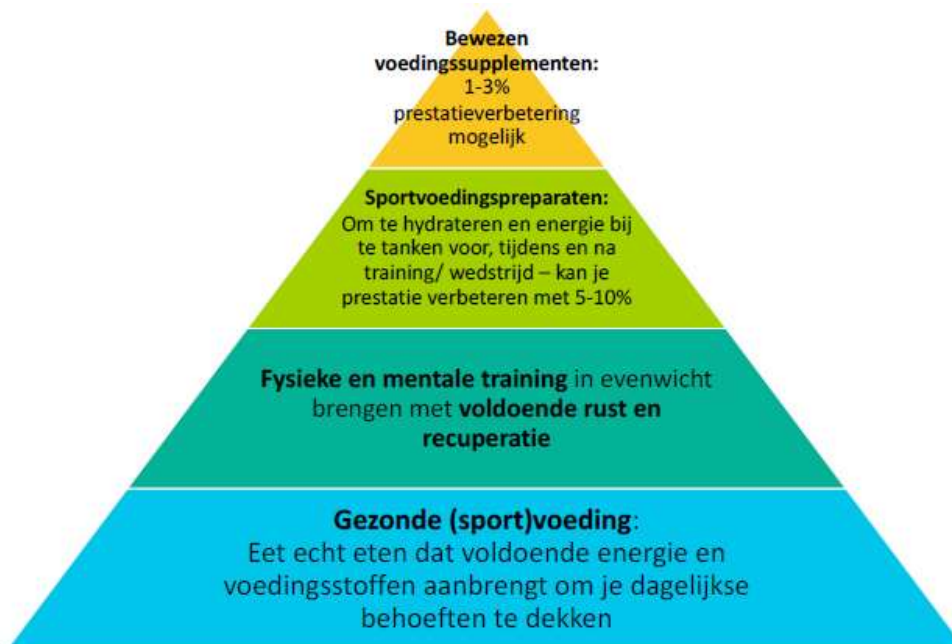 Bewezen
voedingssupplementen:
1-3%
prestatieverbetering
mogelijk
Sportvoedingspreparaten:
Om te hydrateren en energie bij
te tanken voor, tijdens en na
training/ wedstrijd – kan je
prestatie verbeteren met 5-10%
Fysieke en mentale training in evenwicht
brengen met voldoende rust en
recuperatie
Gezonde (sport)voeding:
Eet echt eten dat voldoende energie en
voedingsstoffen aanbrengt om je dagelijkse
behoeften te dekken